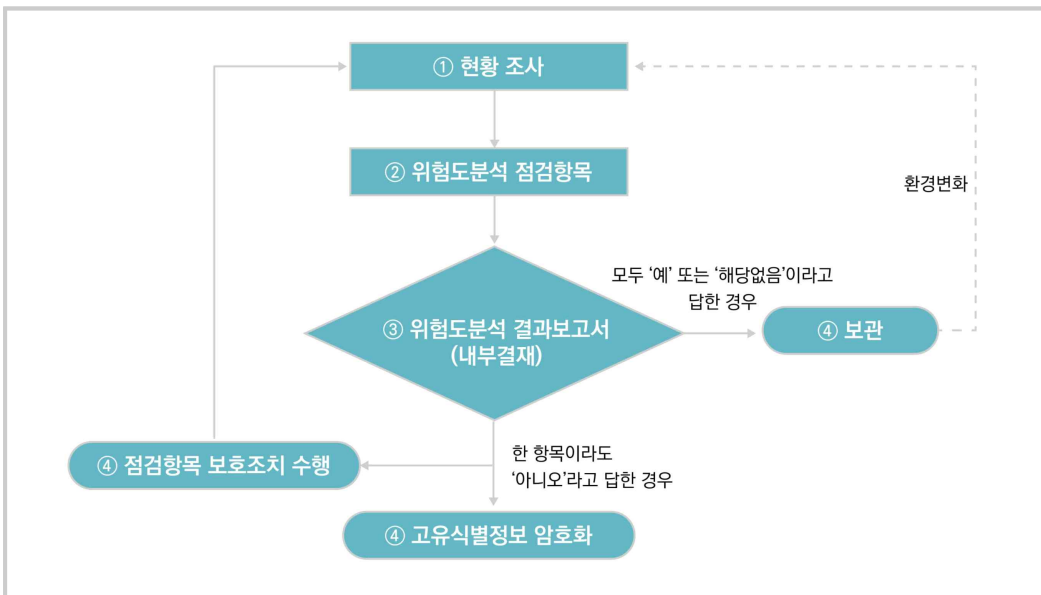 ① 현황 조사
② 위험도분석 점검항목
환경변화
모두 ‘예’ 또는 ‘해당없음’이라고
답한 경우
③ 위험도분석 결과보고서
(내부결재)
④ 보관
한 항목이라도
‘아니오’라고 답한 경우
④ 점검항목 보호조치 수행
④ 고유식별정보 암호화